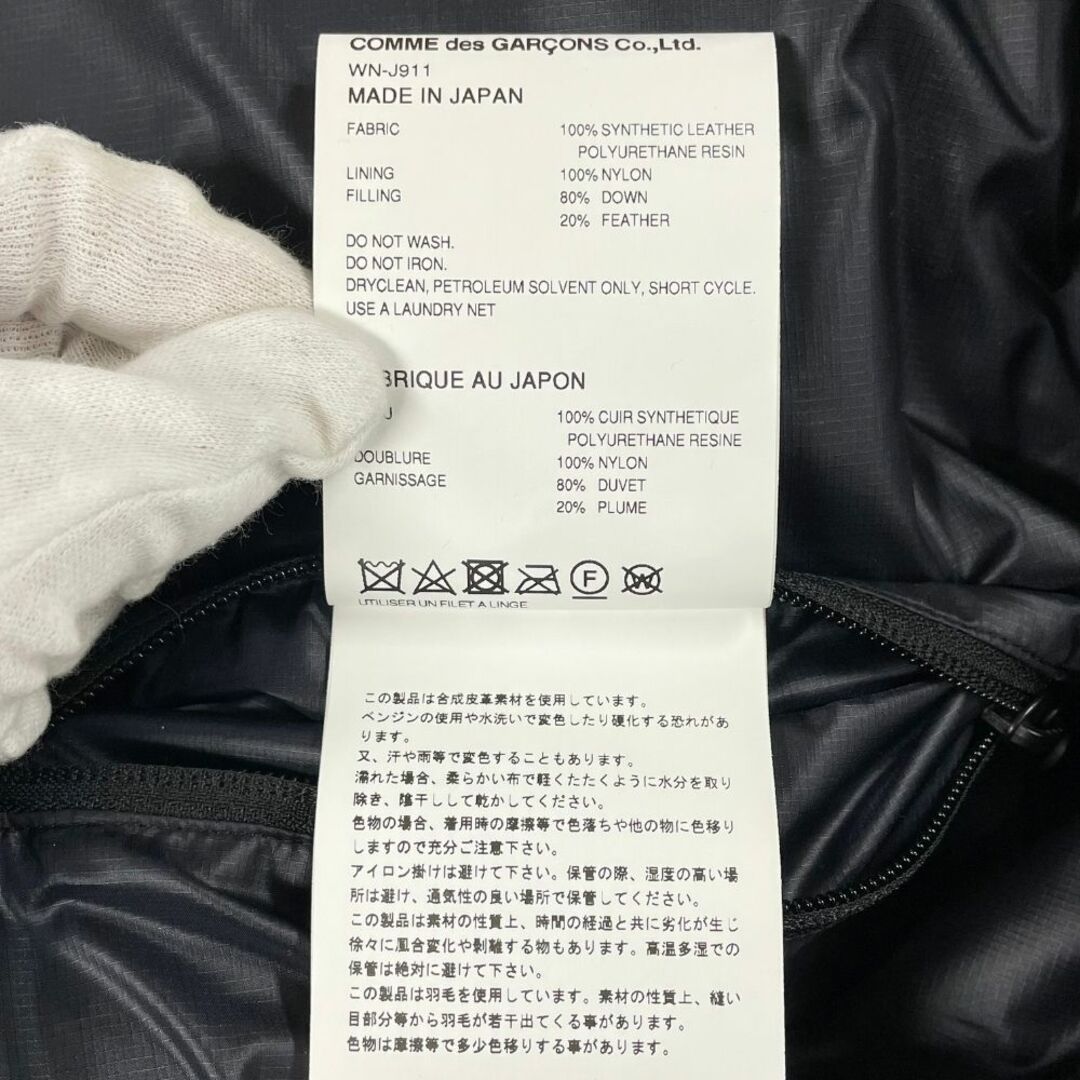 COMME des GARÇONS Co.,Ltd.
WN-J911
MADE IN JAPAN
FABRIC 100% SYNTHETIC LEATHER
POLYURETHANE RESIN
LINING 100% NYLON
FILLING 80% DOWN
20% FEATHER
DO NOT WASH.
DO NOT IRON.
DRYCLEAN, PETROLEUM SOLVENT ONLY, SHORT CYCLE.
USE A LAUNDRY NET
BRIQUE AU JAPON
U 100% CUIR SYNTHETIQUE
POLYURETHANE RESINE
DOUBLURE 100% NYLON
GARNISSAGE 80% DUVET
20% PLUME
F W
UTILISER UN FILET A LINGE
この製品は合成皮革素材を使用しています。
ベンジンの使用や水洗いで変色したり硬化する恐れがあ
ります。
又、汗や雨等で変色することもあります。
濡れた場合、柔らかい布で軽くたたくように水分を取り
除き、陰干しして乾かしてください。
色物の場合、着用時の摩擦等で色落ちや他の物に色移り
しますので充分ご注意下さい。
アイロン掛けは避けて下さい。保管の際、湿度の高い場
所は避け、通気性の良い場所で保管してください。
この製品は素材の性質上、時間の経過と共に劣化が生じ
徐々に風合変化や剥離する物もあります。高温多湿での
保管は絶対に避けて下さい。
この製品は羽毛を使用しています。素材の性質上、縫い
目部分等から羽毛が若干出てくる事があります。
色物は摩擦等で多少色移りする事があります。